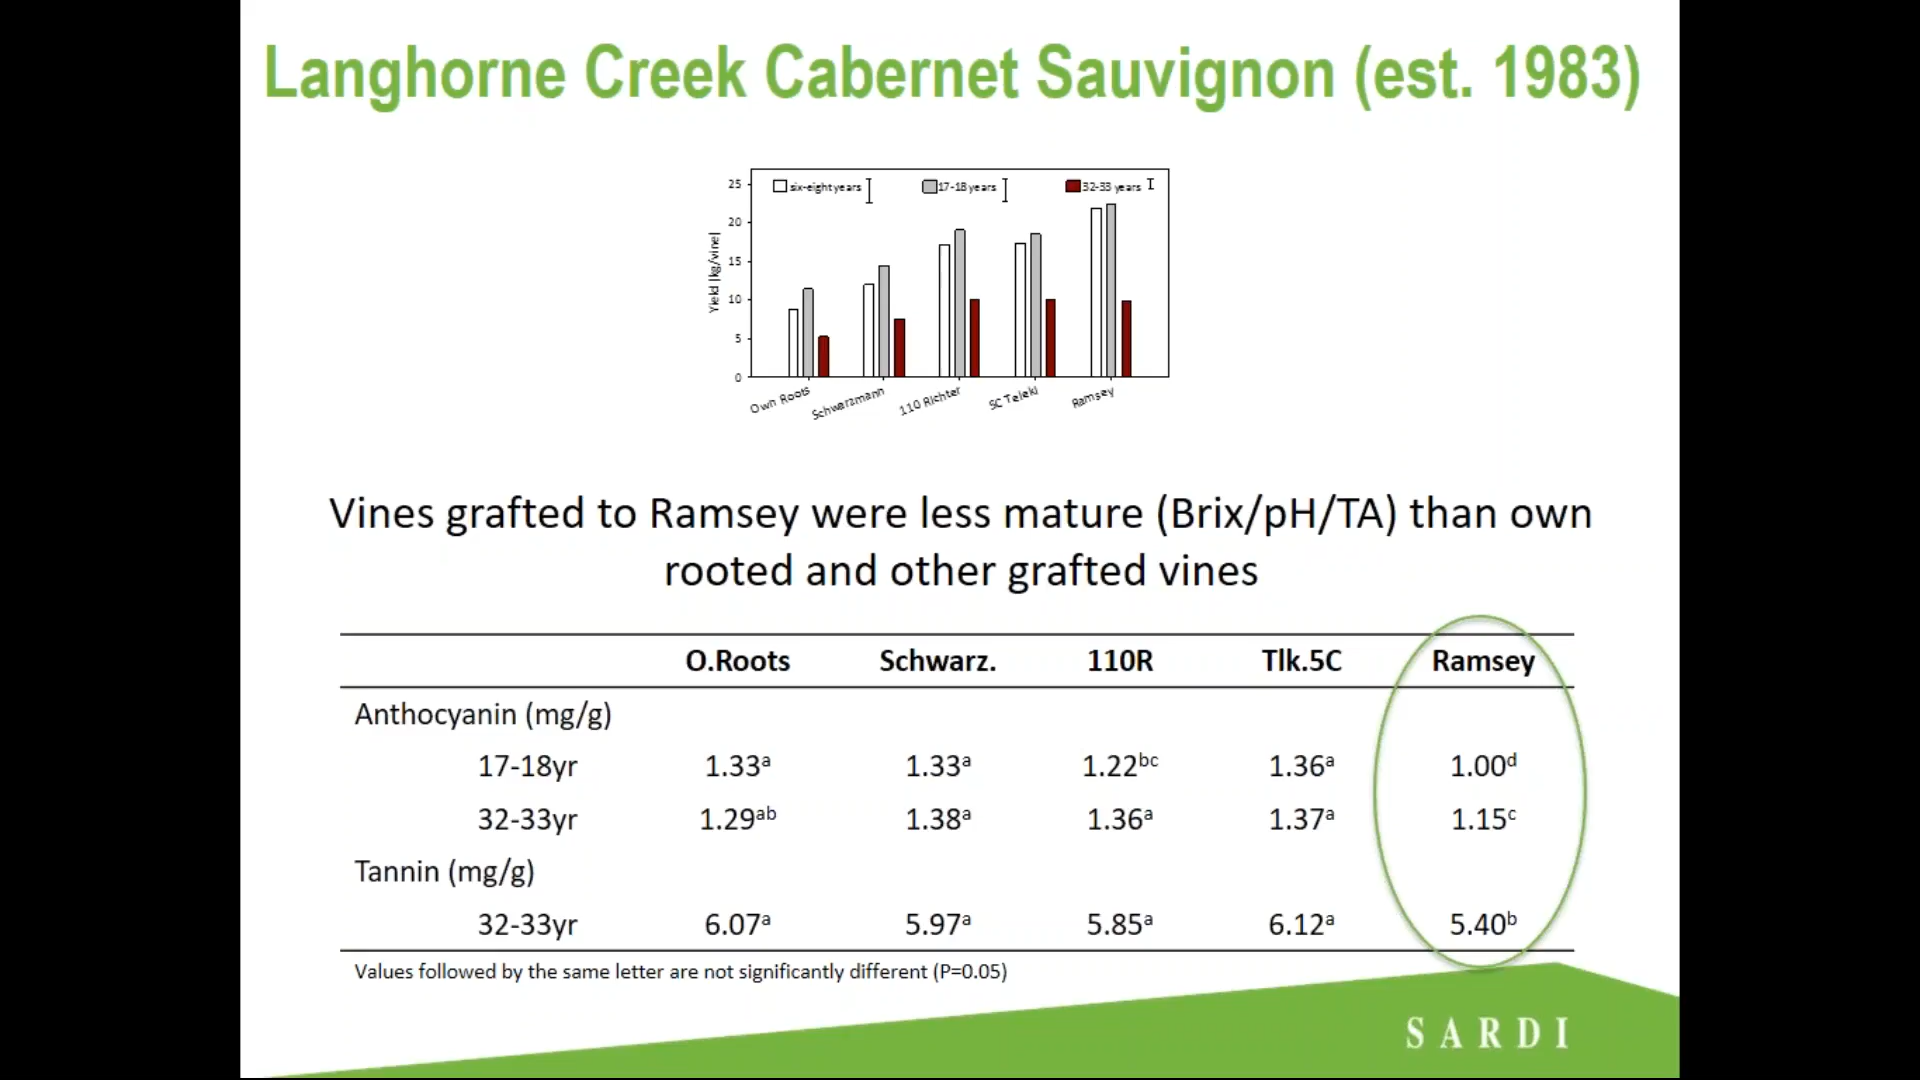 Langhorne Creek Cabernet Sauvignon (est. 1983)
six-eight years
17-18 years
32-33 years
Yield (kg/vine)
25
20
15
10
5
0
Own Roots
Schwarzmann
110 Richter
5C Teleki
Ramsey
Vines grafted to Ramsey were less mature (Brix/pH/TA) than own
rooted and other grafted vines
O.Roots Schwarz. 110R Tlk.5C Ramsey
Anthocyanin (mg/g)
17-18yr 1.33ᵃ 1.33ᵃ 1.22ᵇᶜ 1.36ᵃ 1.00ᵈ
32-33yr 1.29ᵃᵇ 1.38ᵃ 1.36ᵃ 1.37ᵃ 1.15ᶜ
Tannin (mg/g)
32-33yr 6.07ᵃ 5.97ᵃ 5.85ᵃ 6.12ᵃ 5.40ᵇ
Values followed by the same letter are not significantly different (P=0.05)
SARDI